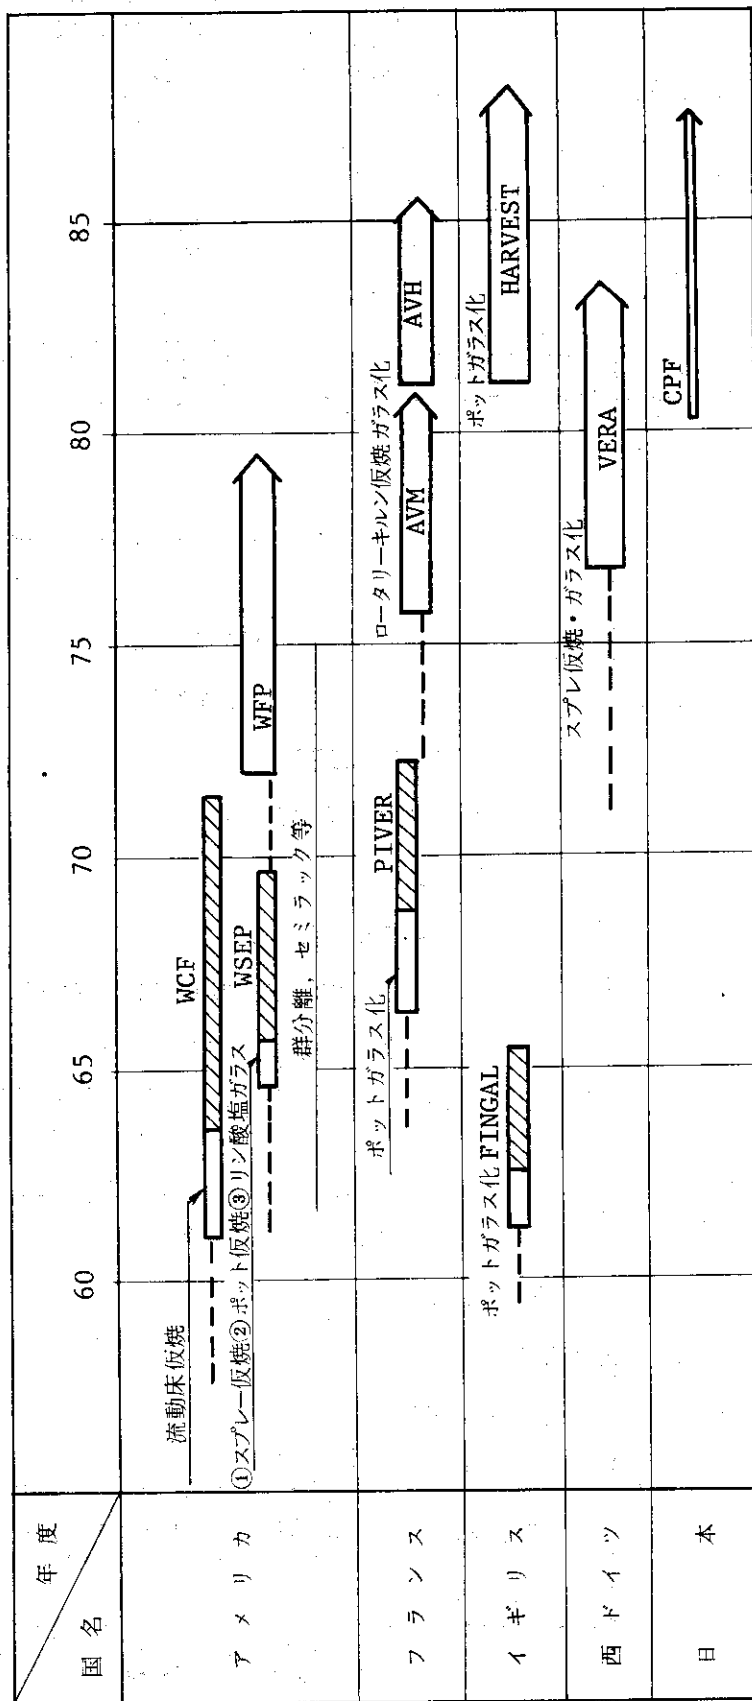 年度
国名
60 65 70 75 80 85
アメリカ
流動床仮焼
WCF
①スプレー仮焼②ポット仮焼③リン酸塩ガラス
WSEP
WFP
群分離,セミラック等
フランス
ポットガラス化
PIVER
ロータリーキルン仮焼ガラス化
AVM
AVH
イギリス
ポットガラス化 FINGAL
ポットガラス化
HARVEST
西ドイツ
スプレ仮焼・ガラス化
VERA
日本
CPF